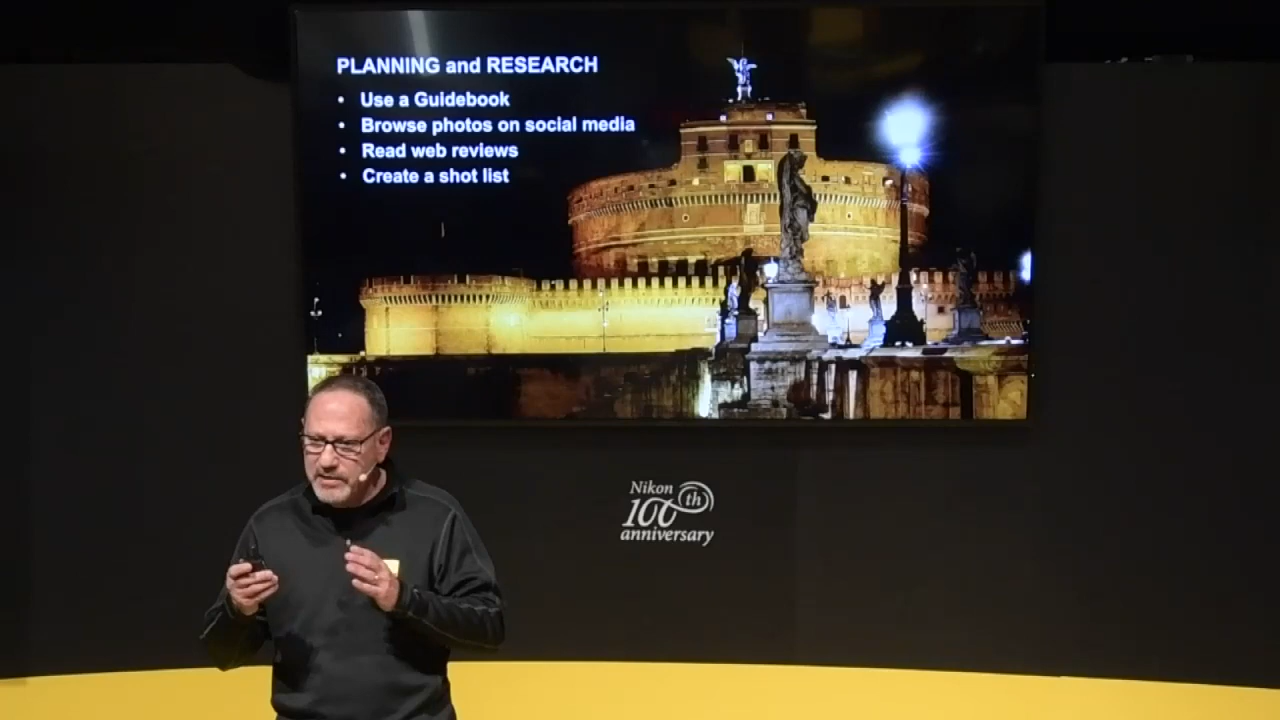 PLANNING and RESEARCH
• Use a Guidebook
• Browse photos on social media
• Read web reviews
• Create a shot list
Nikon
100th
anniversary